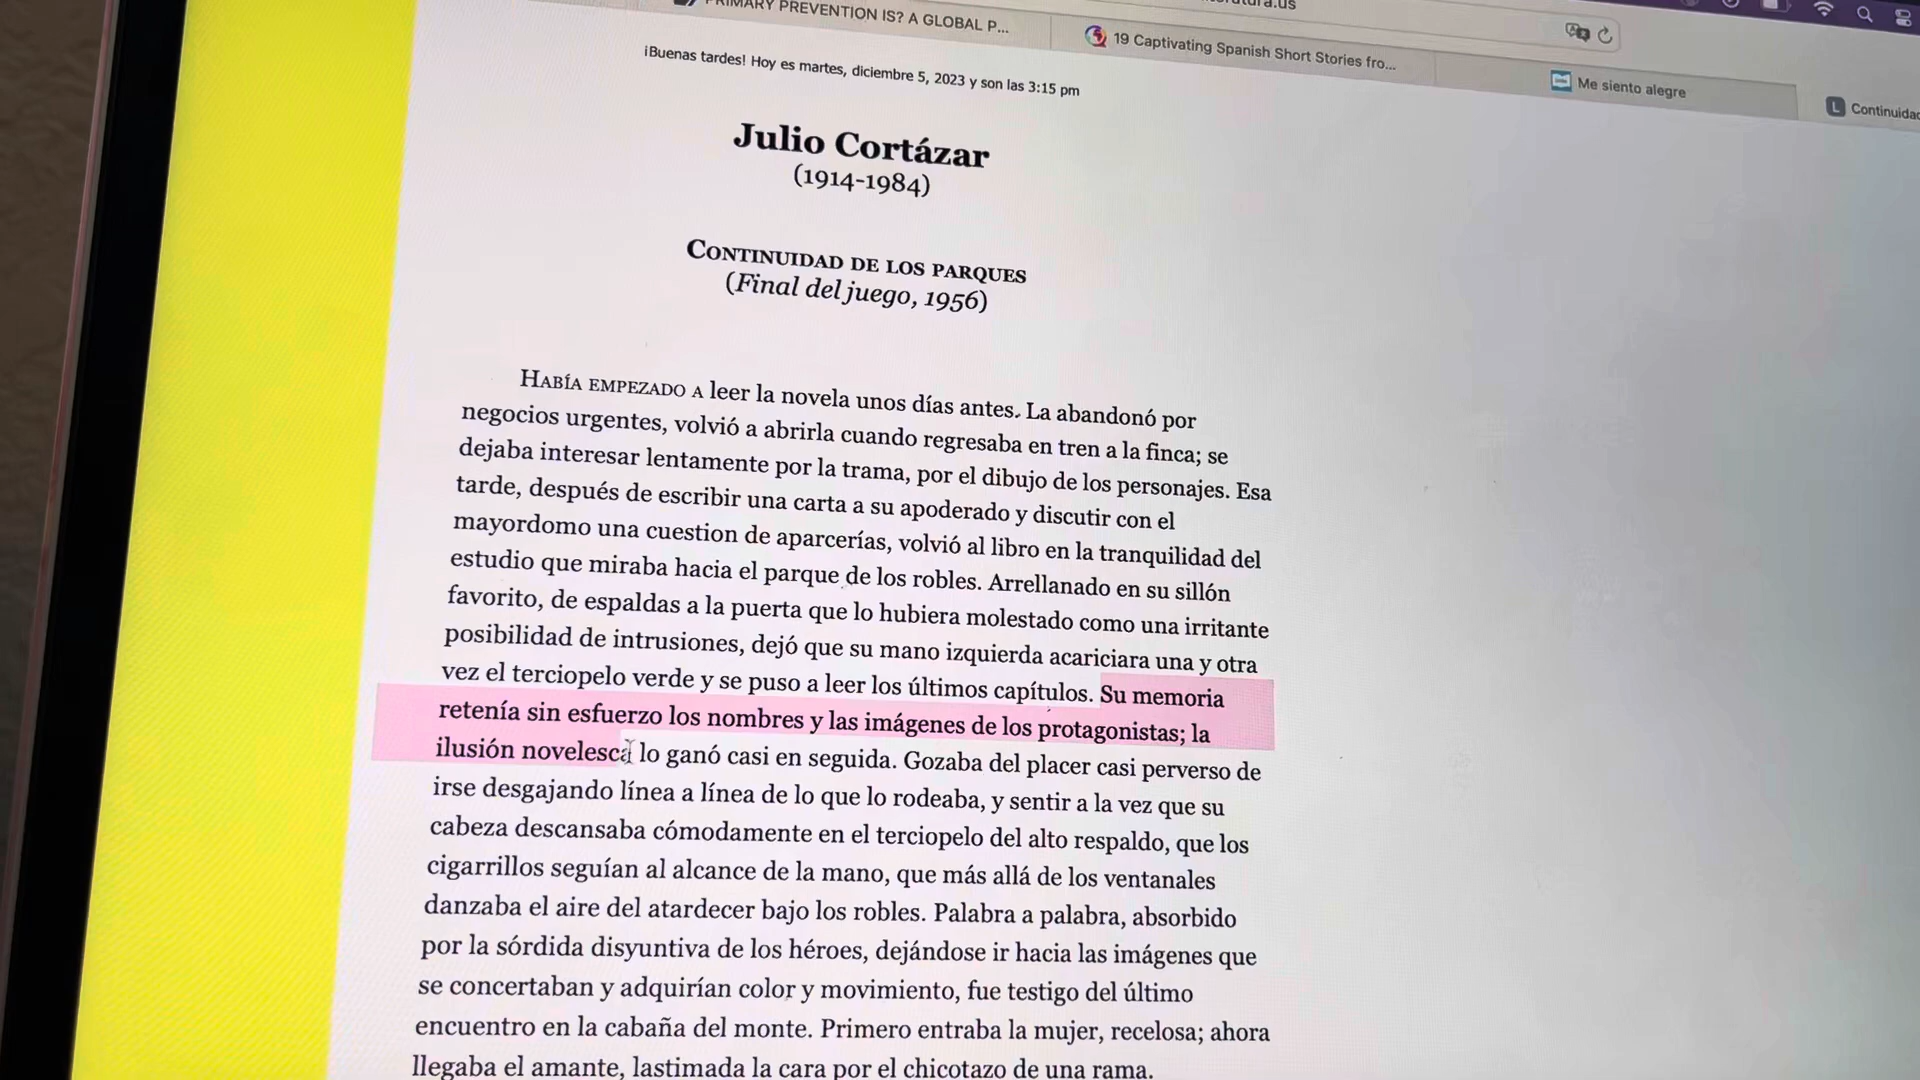 PRIMARY PREVENTION IS? A GLOBAL P...
19 Captivating Spanish Short Stories fro...
Me siento alegre
L Continuidad
¡Buenas tardes! Hoy es martes, diciembre 5, 2023 y son las 3:15 pm
Julio Cortázar
(1914-1984)
CONTINUIDAD DE LOS PARQUES
(Final del juego, 1956)
HABÍA EMPEZADO A leer la novela unos días antes. La abandonó por
negocios urgentes, volvió a abrirla cuando regresaba en tren a la finca; se
dejaba interesar lentamente por la trama, por el dibujo de los personajes. Esa
tarde, después de escribir una carta a su apoderado y discutir con el
mayordomo una cuestion de aparcerías, volvió al libro en la tranquilidad del
estudio que miraba hacia el parque de los robles. Arrellanado en su sillón
favorito, de espaldas a la puerta que lo hubiera molestado como una irritante
posibilidad de intrusiones, dejó que su mano izquierda acariciara una y otra
vez el terciopelo verde y se puso a leer los últimos capítulos. Su memoria
retenía sin esfuerzo los nombres y las imágenes de los protagonistas; la
ilusión novelesca lo ganó casi en seguida. Gozaba del placer casi perverso de
irse desgajando línea a línea de lo que lo rodeaba, y sentir a la vez que su
cabeza descansaba cómodamente en el terciopelo del alto respaldo, que los
cigarrillos seguían al alcance de la mano, que más allá de los ventanales
danzaba el aire del atardecer bajo los robles. Palabra a palabra, absorbido
por la sórdida disyuntiva de los héroes, dejándose ir hacia las imágenes que
se concertaban y adquirían color y movimiento, fue testigo del último
encuentro en la cabaña del monte. Primero entraba la mujer, recelosa; ahora
llegaba el amante, lastimada la cara por el chicotazo de una rama.